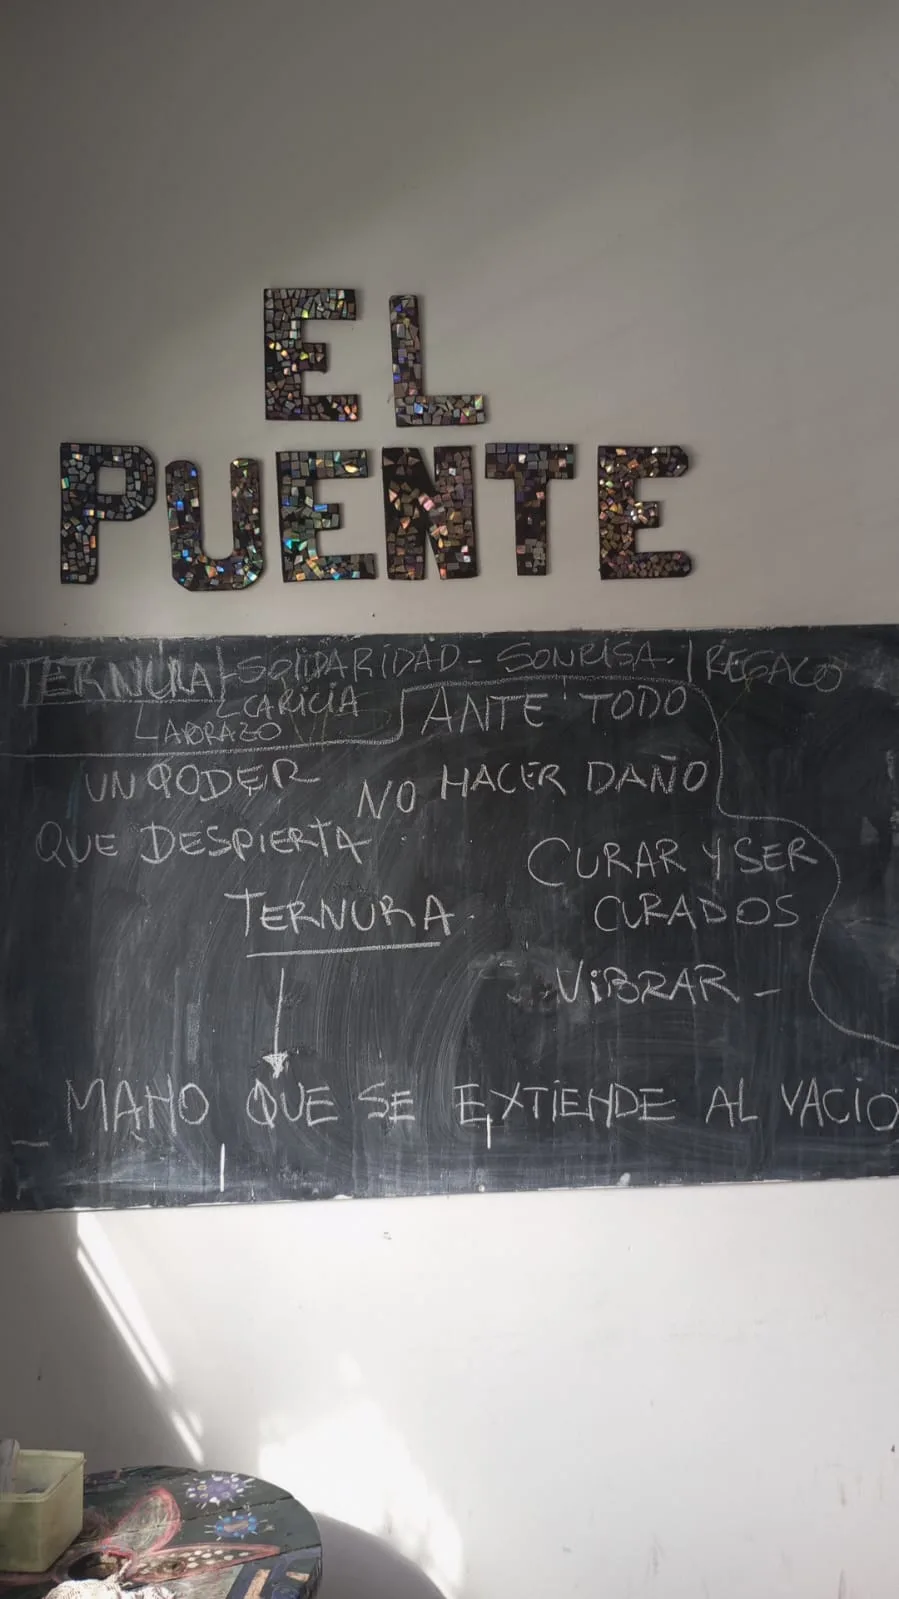 EL
PUENTE
TERNURA - SOLIDARIDAD - SONRISA. | REGAZO
CARICIA
ABRAZO
ANTE TODO
UN PODER
NO HACER DAÑO
QUE DESPIERTA
CURAR Y SER
CURADOS
TERNURA.
VIBRAR -
- MANO QUE SE EXTIENDE AL VACIO